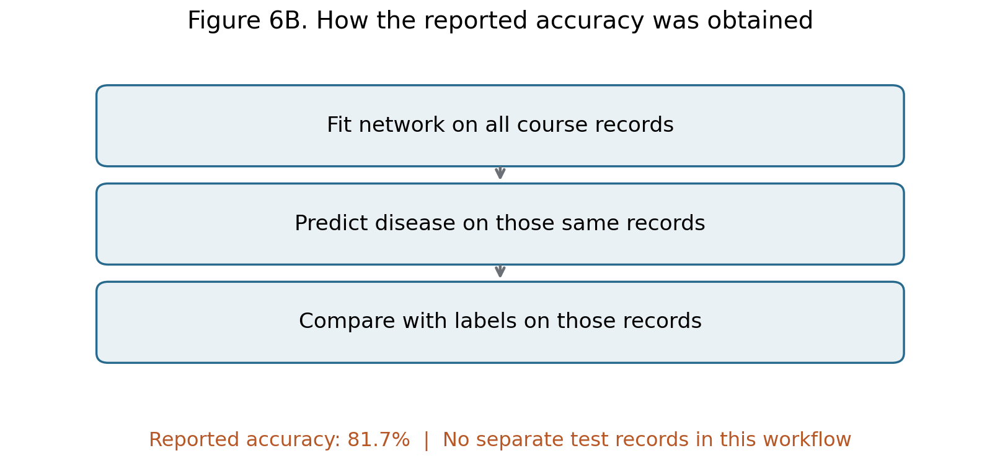 Figure 6B. How the reported accuracy was obtained
Fit network on all course records
Predict disease on those same records
Compare with labels on those records
Reported accuracy: 81.7% | No separate test records in this workflow